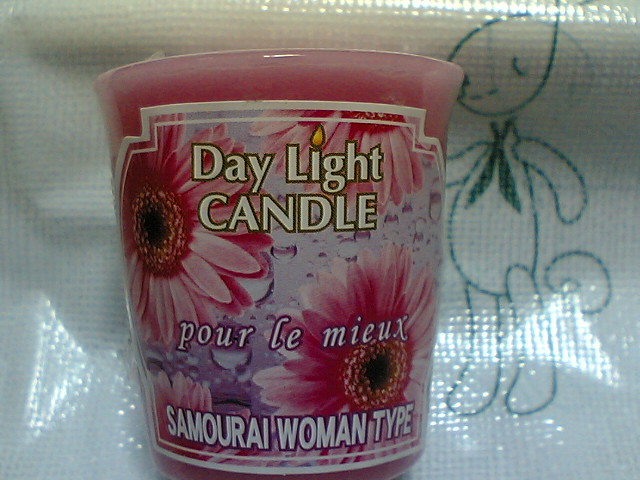 Day Light
CANDLE
pour le mieux
SAMOURAI WOMAN TYPE